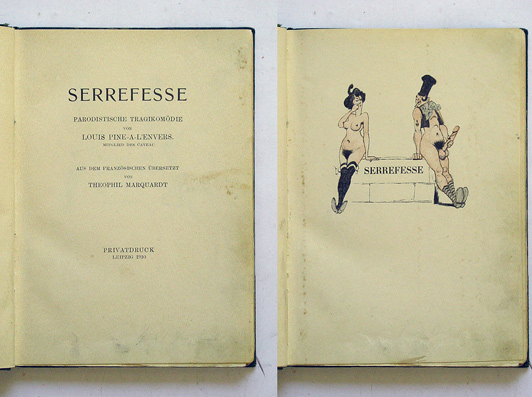 SERREFESSE
PARODISTISCHE TRAGIKOMÖDIE
VON
LOUIS PINE-A-L'ENVERS.
MITGLIED DES CAVEAU.
AUS DEM FRANZÖSISCHEN ÜBERSETZT
VON
THEOPHIL MARQUARDT
PRIVATDRUCK
LEIPZIG
SERREFESSE